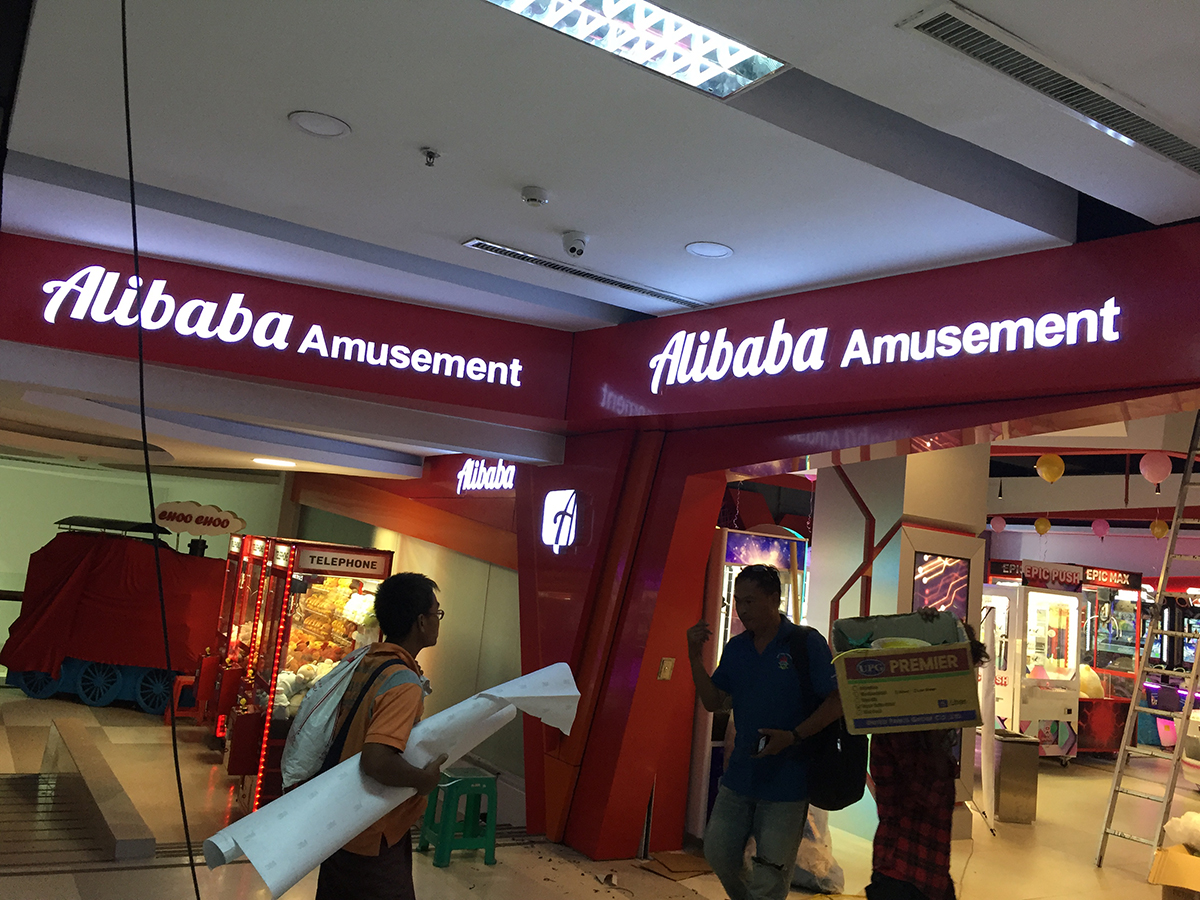 Alibaba Amusement
Alibaba Amusement
Alibaba
A
CHOO CHOO
TELEPHONE
EPIC PUSH
EPIC MAX
UPG PREMIER